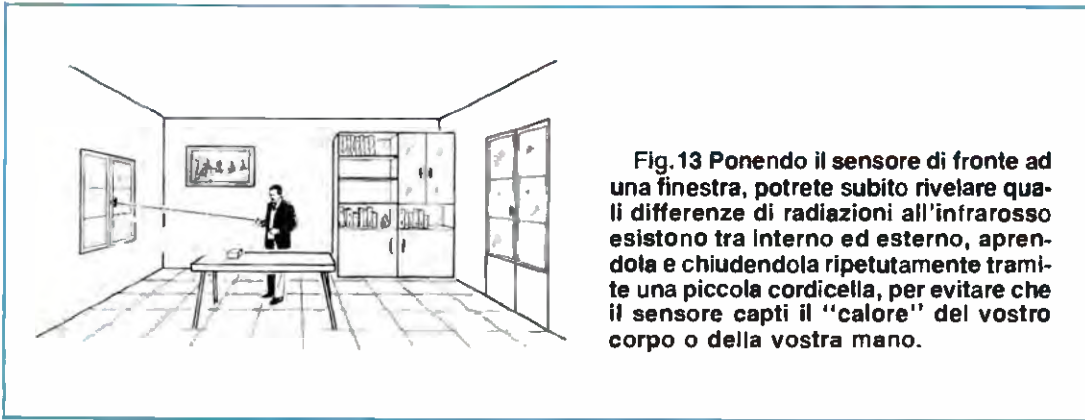 Fig.13 Ponendo il sensore di fronte ad
una finestra, potrete subito rivelare qua-
li differenze di radiazioni all'infrarosso
esistono tra interno ed esterno, apren-
dola e chiudendola ripetutamente trami-
te una piccola cordicella, per evitare che
il sensore capti il "calore" del vostro
corpo o della vostra mano.